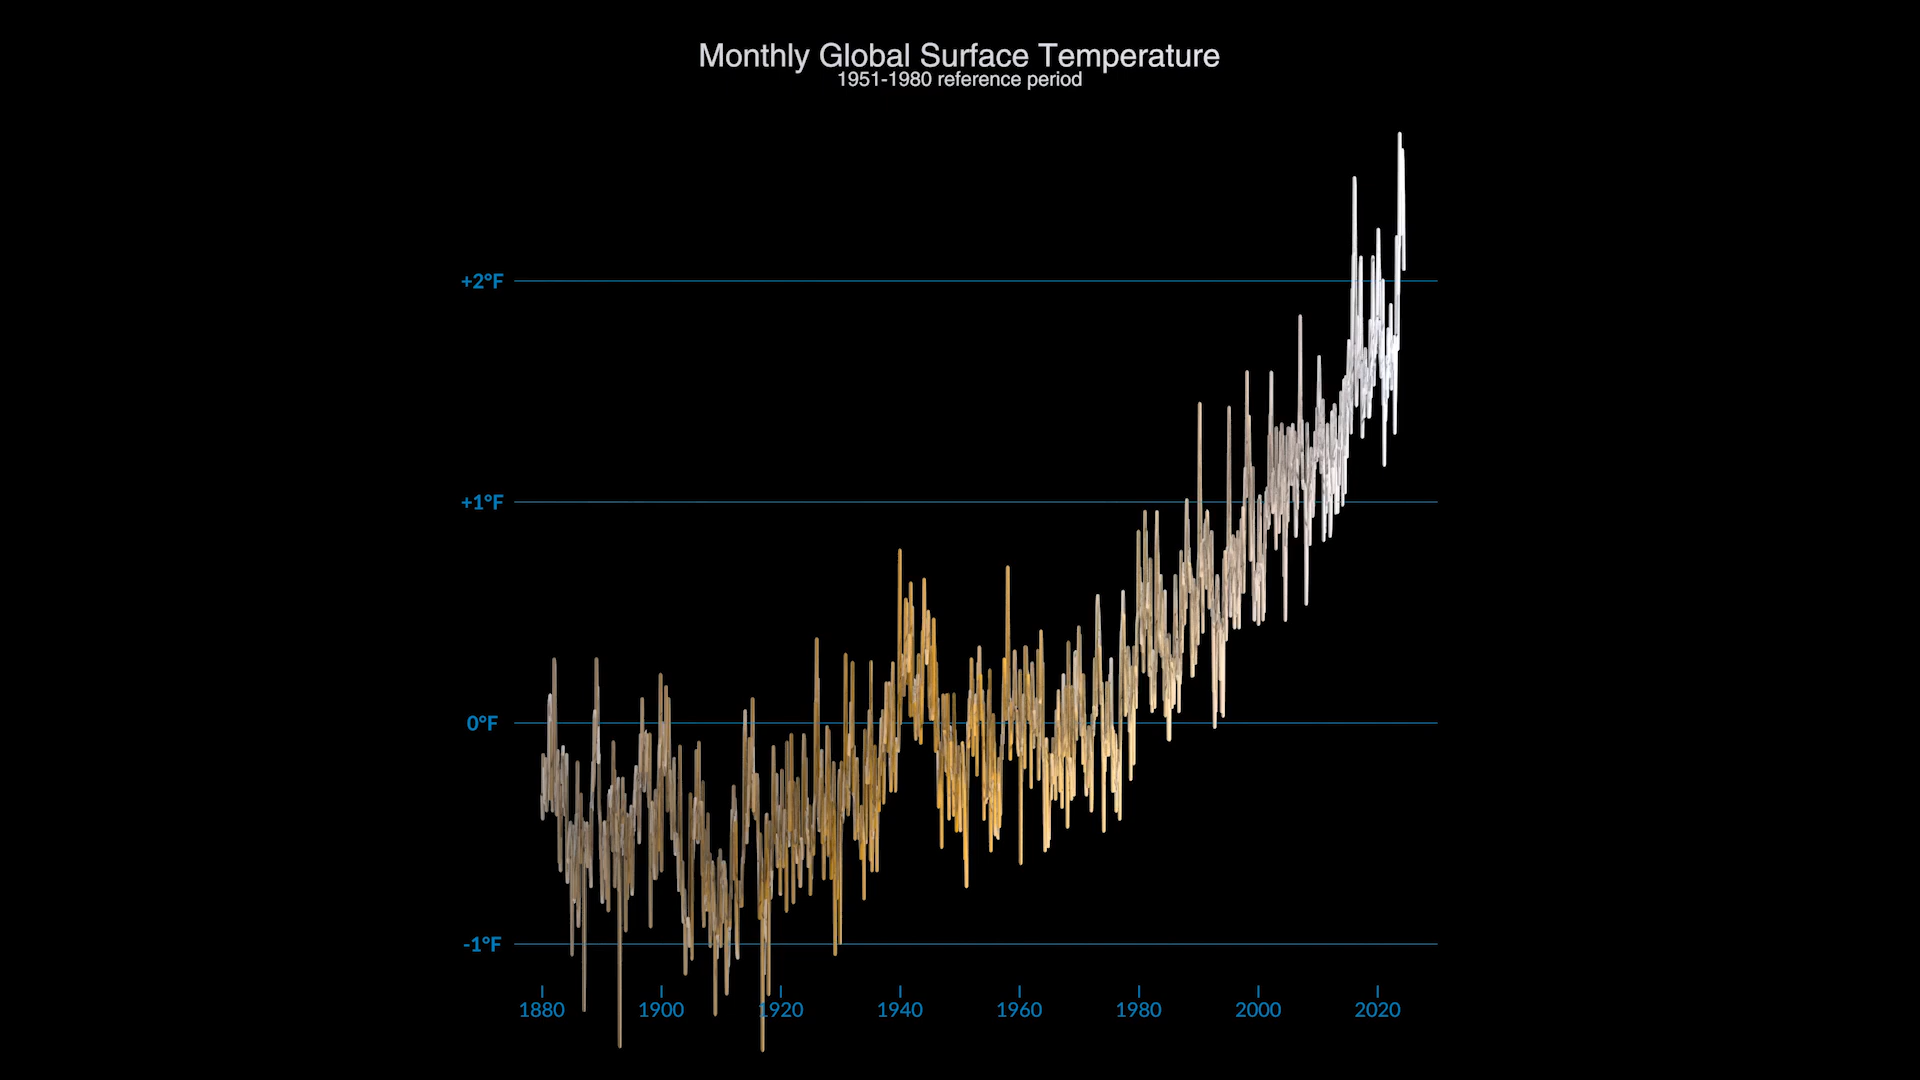 Monthly Global Surface Temperature
1951-1980 reference period
+2°F
+1°F
0°F
-1°F
1880 1900 1920 1940 1960 1980 2000 2020